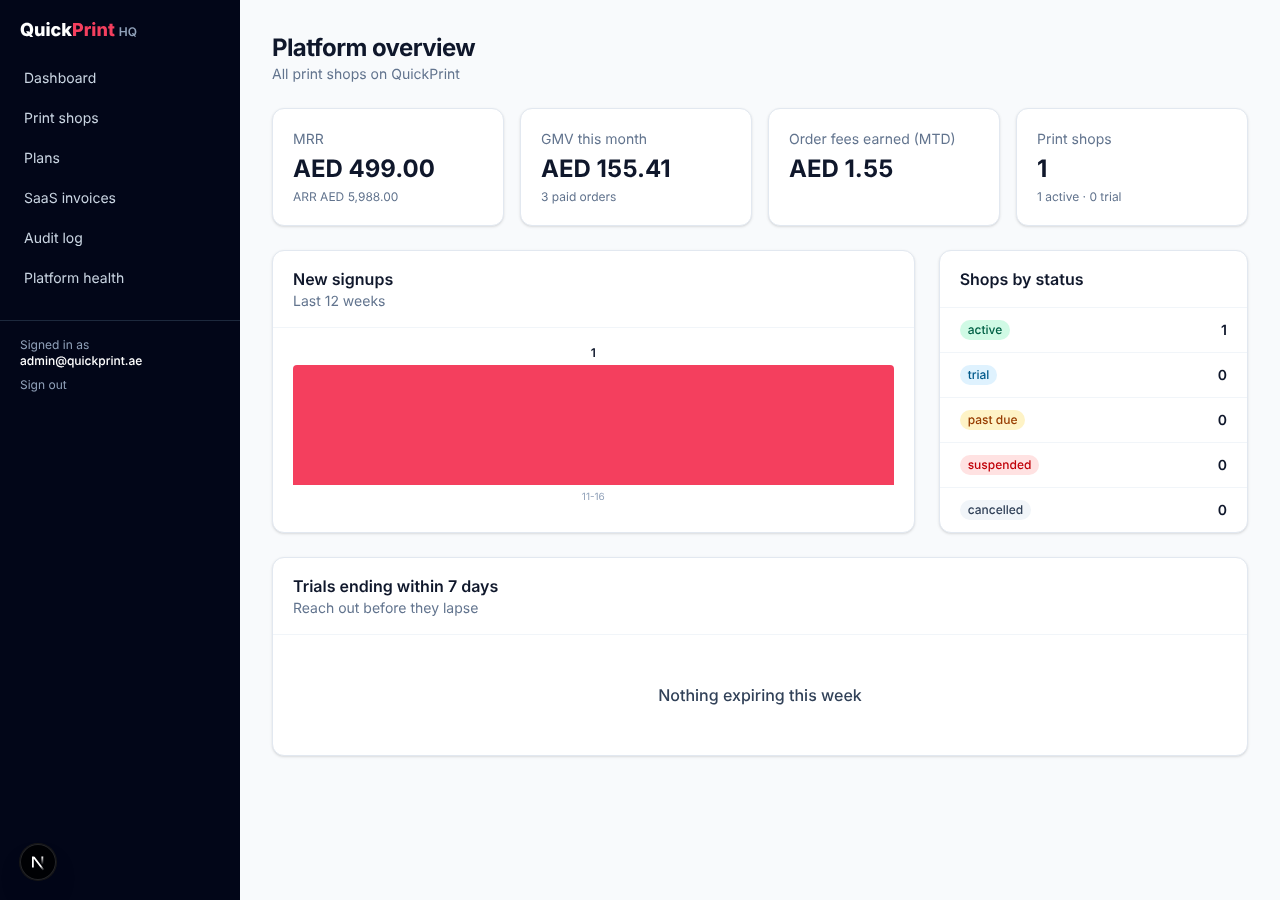 QuickPrint HQ
Dashboard
Print shops
Plans
SaaS invoices
Audit log
Platform health
Signed in as
admin@quickprint.ae
Sign out
N
Platform overview
All print shops on QuickPrint
MRR
AED 499.00
ARR AED 5,988.00
GMV this month
AED 155.41
3 paid orders
Order fees earned (MTD)
AED 1.55
Print shops
1
1 active · 0 trial
New signups
Last 12 weeks
1
11-16
Shops by status
active 1
trial 0
past due 0
suspended 0
cancelled 0
Trials ending within 7 days
Reach out before they lapse
Nothing expiring this week